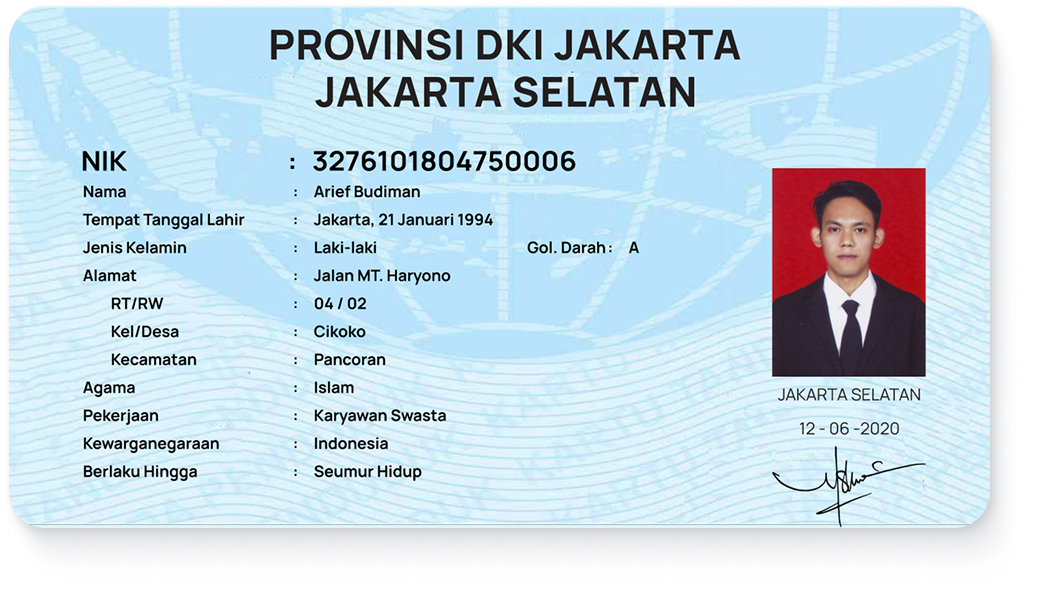 PROVINSI DKI JAKARTA
JAKARTA SELATAN
NIK : 3276101804750006
Nama : Arief Budiman
Tempat Tanggal Lahir : Jakarta, 21 Januari 1994
Jenis Kelamin : Laki-laki Gol. Darah : A
Alamat : Jalan MT. Haryono
RT/RW : 04 / 02
Kel/Desa : Cikoko
Kecamatan : Pancoran
Agama : Islam
Pekerjaan : Karyawan Swasta
Kewarganegaraan : Indonesia
Berlaku Hingga : Seumur Hidup
JAKARTA SELATAN
12 - 06 -2020